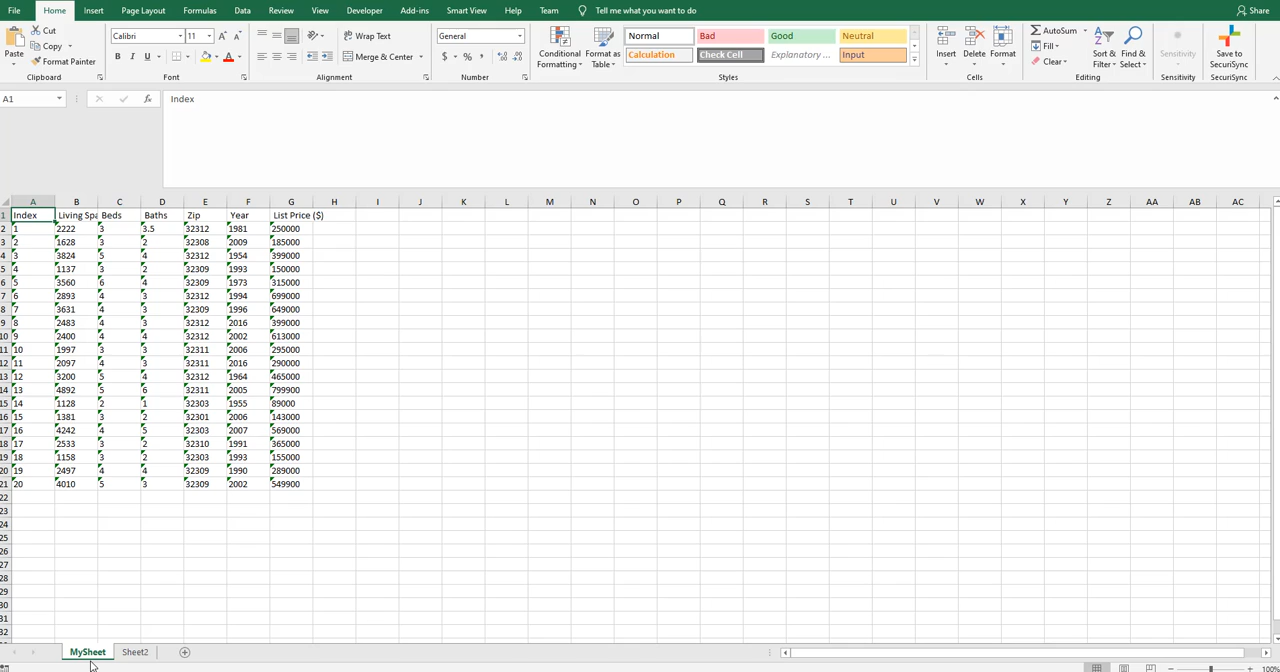 File Home Insert Page Layout Formulas Data Review View Developer Add-ins Smart View Help Team Tell me what you want to do Share
Paste Cut Copy Format Painter Clipboard
Calibri 11 B I U A Font
Wrap Text Merge & Center Alignment
General $ % Number
Conditional Formatting Format as Table
Normal Bad Good Neutral
Calculation Check Cell Explanatory ... Input
Styles
Insert Delete Format Cells
AutoSum Fill Clear Sort & Filter Find & Select Editing
Sensitivity Sensitivity
Save to SecuriSync SecuriSync
A1 fx Index
A B C D E F G H I J K L M N O P Q R S T U V W X Y Z AA AB AC
1 Index Living Spa Beds Baths Zip Year List Price ($)
2 1 2222 3 3.5 32312 1981 250000
3 2 1628 3 2 32308 2009 185000
4 3 3824 5 4 32312 1954 399000
5 4 1137 3 2 32309 1993 150000
6 5 3560 6 4 32309 1973 315000
7 6 2893 4 3 32312 1994 699000
8 7 3631 4 3 32309 1996 649000
9 8 2483 4 3 32312 2016 399000
10 9 2400 4 4 32312 2002 613000
11 10 1997 3 3 32311 2006 295000
12 11 2097 4 3 32311 2016 290000
13 12 3200 5 4 32312 1964 465000
14 13 4892 5 6 32311 2005 799900
15 14 1128 2 1 32303 1955 89000
16 15 1381 3 2 32301 2006 143000
17 16 4242 4 5 32303 2007 569000
18 17 2533 3 2 32310 1991 365000
19 18 1158 3 2 32303 1993 155000
20 19 2497 4 4 32309 1990 289000
21 20 4010 5 3 32309 2002 549900
22
23
24
25
26
27
28
29
30
31
32
MySheet Sheet2
100%